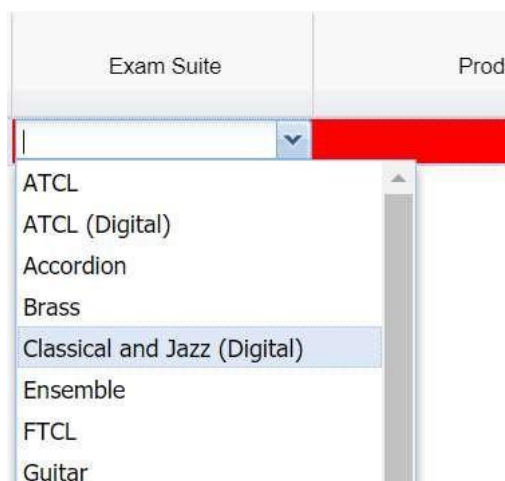 Exam Suite
Prod
ATCL
ATCL (Digital)
Accordion
Brass
Classical and Jazz (Digital)
Ensemble
FTCL
Guitar